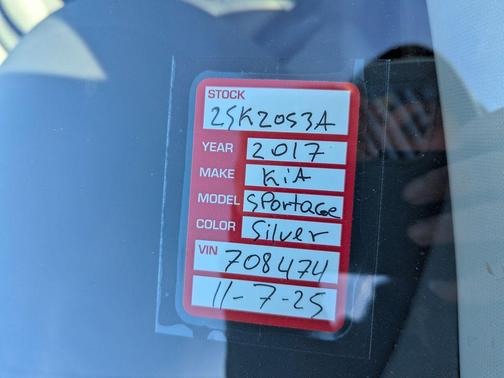 STOCK
25K2053A
YEAR 2017
MAKE KiA
MODEL SPortage
COLOR Silver
VIN 708474
11-7-25